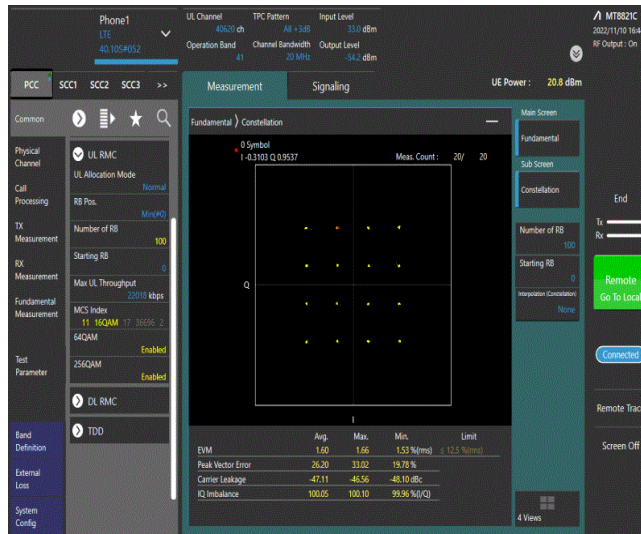 Phone1
LTE
40.10S#052
UL Channel TPC Pattern Input Level
40620 ch All +3dB 33.0 dBm
Operation Band Channel Bandwidth Output Level
41 20 MHz -54.2 dBm
MT8821C
2022/11/10 16:4
RF Output : On
PCC SCC1 SCC2 SCC3 >>
Measurement Signaling UE Power : 20.8 dBm
Common
Physical
Channel
Call
Processing
TX
Measurement
RX
Measurement
Fundamental
Measurement
Test
Parameter
Band
Definition
External
Loss
System
Config
UL RMC
UL Allocation Mode
Normal
RB Pos.
Min(#0)
Number of RB
100
Starting RB
0
Max UL Throughput
22018 kbps
MCS Index
11 16QAM 17 36696 2
64QAM
Enabled
256QAM
Enabled
DL RMC
TDD
Fundamental > Constellation
0 Symbol
I -0.3103 Q 0.9537 Meas. Count : 20/ 20
Q
I
Avg. Max. Min. Limit
EVM 1.60 1.66 1.53 %(rms) ≤ 12.5 %(rms)
Peak Vector Error 26.20 33.02 19.78 %
Carrier Leakage -47.11 -46.56 -48.10 dBc
IQ Imbalance 100.05 100.10 99.96 %(I/Q)
Main Screen
Fundamental
Sub Screen
Constellation
Number of RB
100
Starting RB
0
Interpolation (Constellation)
None
4 Views
End
Tx
Rx
Remote
Go To Local
Connected
Remote Trac
Screen Off